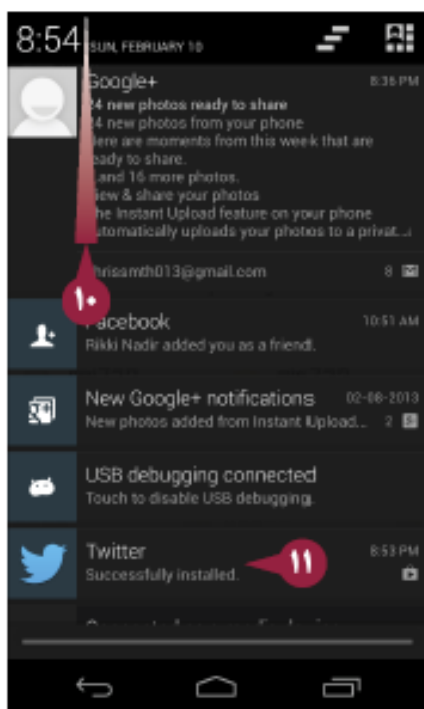 8:54 SUN, FEBRUARY 10
Google+ 8:36 PM
24 new photos ready to share
24 new photos from your phone
Here are moments from this week that are
ready to share.
and 16 more photos.
View & share your photos
The Instant Upload feature on your phone
automatically uploads your photos to a privat...
chrissmth013@gmail.com 8
١٠
Facebook 10:51 AM
Rikki Nadir added you as a friend.
New Google+ notifications 02-08-2013
New photos added from Instant Upload... 2
USB debugging connected
Touch to disable USB debugging.
Twitter 8:53 PM
Successfully installed.
١١